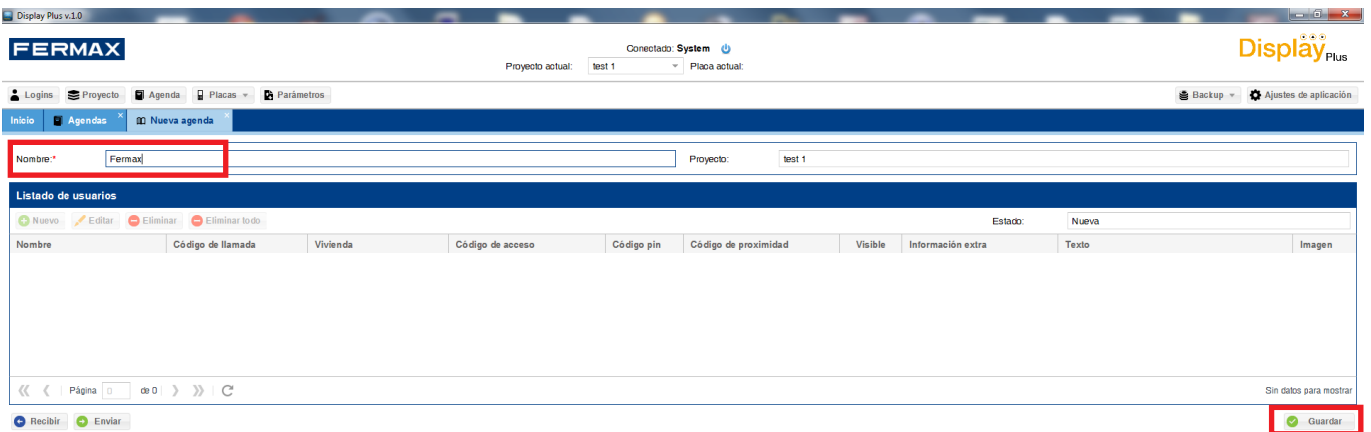 Display Plus v.1.0
FERMAX
Conectado: System
Display Plus
Proyecto actual: test 1 Placa actual:
Logins Proyecto Agenda Placas Parámetros Backup Ajustes de aplicación
Inicio Agendas Nueva agenda
Nombre:* Fermax Proyecto: test 1
Listado de usuarios
Nuevo Editar Eliminar Eliminar todo Estado: Nueva
Nombre Código de llamada Vivienda Código de acceso Código pin Código de proximidad Visible Información extra Texto Imagen
Página 0 de 0 Sin datos para mostrar
Recibir Enviar Guardar